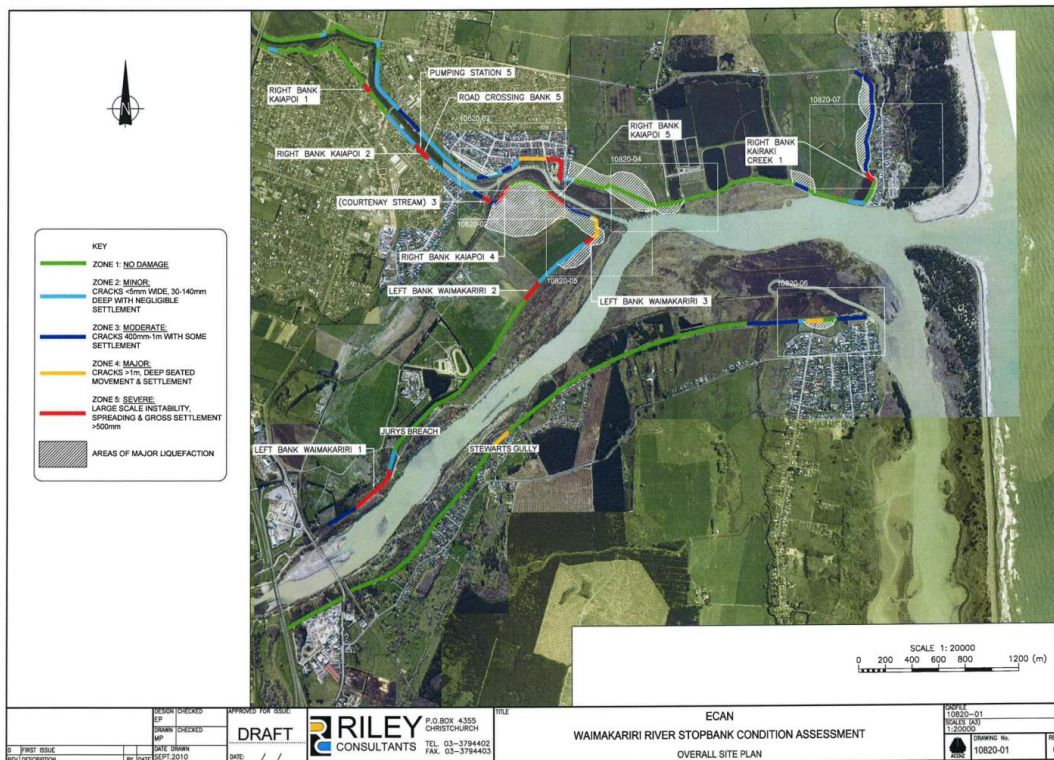 PUMPING STATION 5
RIGHT BANK
KAIAPOI 1
ROAD CROSSING BANK 5
RIGHT BANK
KAIAPOI 5
10820-07
RIGHT BANK
KAIRAKI
CREEK 1
RIGHT BANK KAIAPOI 2
10820-04
(COURTENAY STREAM) 3
RIGHT BANK KAIAPOI 4
10820-05
10820-06
LEFT BANK WAIMAKARIRI 2
LEFT BANK WAIMAKARIRI 3
JURYS BREACH
STEWARTS GULLY
LEFT BANK WAIMAKARIRI 1
KEY
ZONE 1: NO DAMAGE
ZONE 2: MINOR:
CRACKS <5mm WIDE, 30-140mm
DEEP WITH NEGLIGIBLE
SETTLEMENT
ZONE 3: MODERATE:
CRACKS 400mm-1m WITH SOME
SETTLEMENT
ZONE 4: MAJOR:
CRACKS >1m, DEEP SEATED
MOVEMENT & SETTLEMENT
ZONE 5: SEVERE:
LARGE SCALE INSTABILITY,
SPREADING & GROSS SETTLEMENT
>500mm
AREAS OF MAJOR LIQUEFACTION
SCALE 1: 20000
0 200 400 600 800 1200 (m)
0 FIRST ISSUE
REV DESCRIPTION BY DATE
DESIGN CHECKED
EP
DRAWN CHECKED
MP
DATE DRAWN
SEPT.2010
APPROVED FOR ISSUE:
DRAFT
DATE: / /
RILEY
CONSULTANTS
P.O.BOX 4355
CHRISTCHURCH
TEL. 03-3794402
FAX. 03-3794403
TITLE
ECAN
WAIMAKARIRI RIVER STOPBANK CONDITION ASSESSMENT
OVERALL SITE PLAN
CADFILE
10820-01
SCALES (A3)
1:20000
ACENZ
DRAWING No.
10820-01